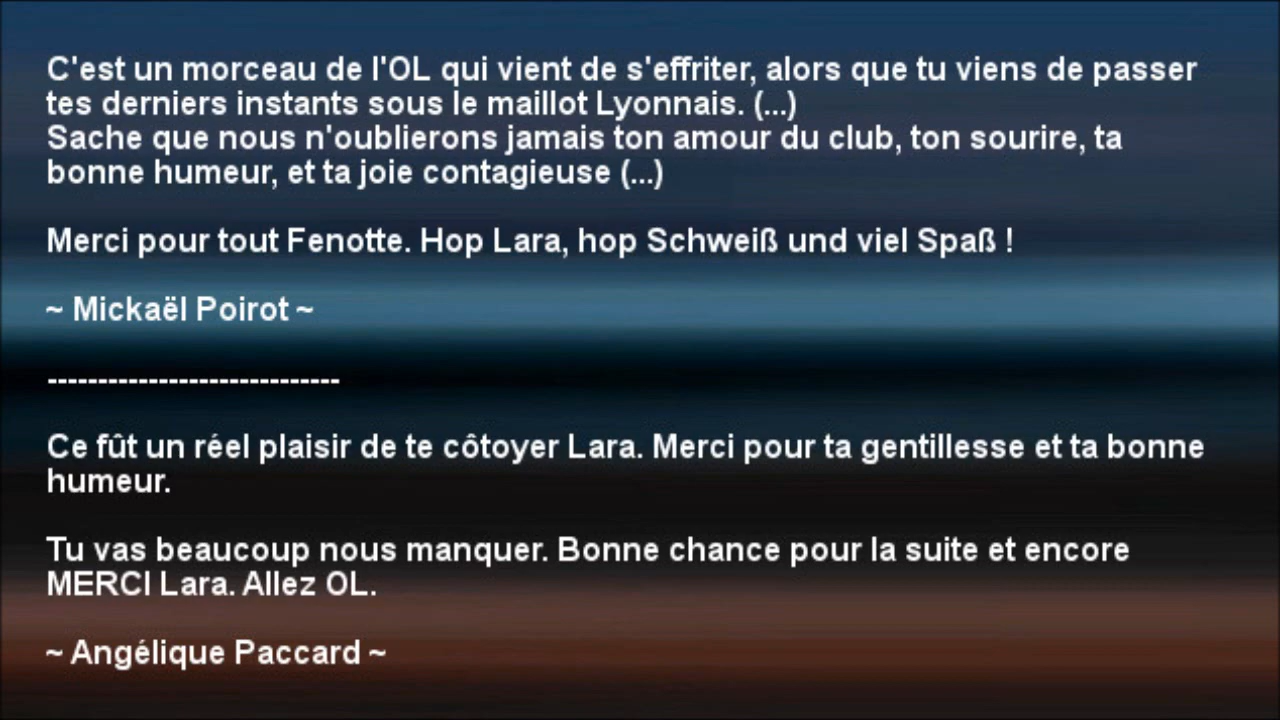 C'est un morceau de l'OL qui vient de s'effriter, alors que tu viens de passer
tes derniers instants sous le maillot Lyonnais. (...)
Sache que nous n'oublierons jamais ton amour du club, ton sourire, ta
bonne humeur, et ta joie contagieuse (...)
Merci pour tout Fenotte. Hop Lara, hop Schweiß und viel Spaß !
~ Mickaël Poirot ~
-----------------------------
Ce fût un réel plaisir de te côtoyer Lara. Merci pour ta gentillesse et ta bonne
humeur.
Tu vas beaucoup nous manquer. Bonne chance pour la suite et encore
MERCI Lara. Allez OL.
~ Angélique Paccard ~